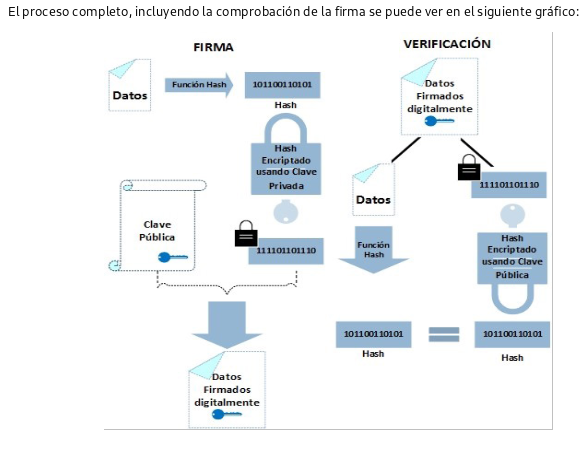 El proceso completo, incluyendo la comprobación de la firma se puede ver en el siguiente gráfico:
FIRMA
Datos
Función Hash
101100110101
Hash
Hash
Encriptado
usando Clave
Privada
Clave
Pública
111101101110
Datos
Firmados
digitalmente
VERIFICACIÓN
Datos
Firmados
digitalmente
Datos
111101101110
Función
Hash
Hash
Encriptado
usando Clave
Pública
101100110101
Hash
101100110101
Hash